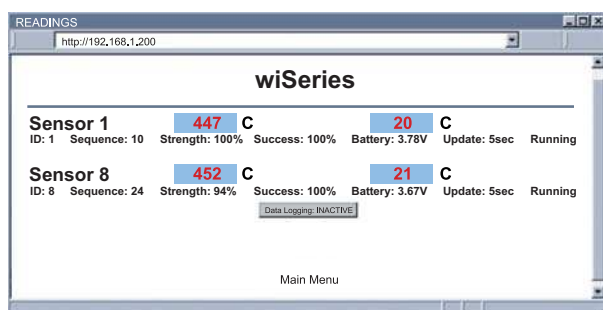 READINGS
http://192.168.1.200
wiSeries
Sensor 1 447 C 20 C
ID: 1 Sequence: 10 Strength: 100% Success: 100% Battery: 3.78V Update: 5sec Running
Sensor 8 452 C 21 C
ID: 8 Sequence: 24 Strength: 94% Success: 100% Battery: 3.67V Update: 5sec Running
Data Logging: INACTIVE
Main Menu